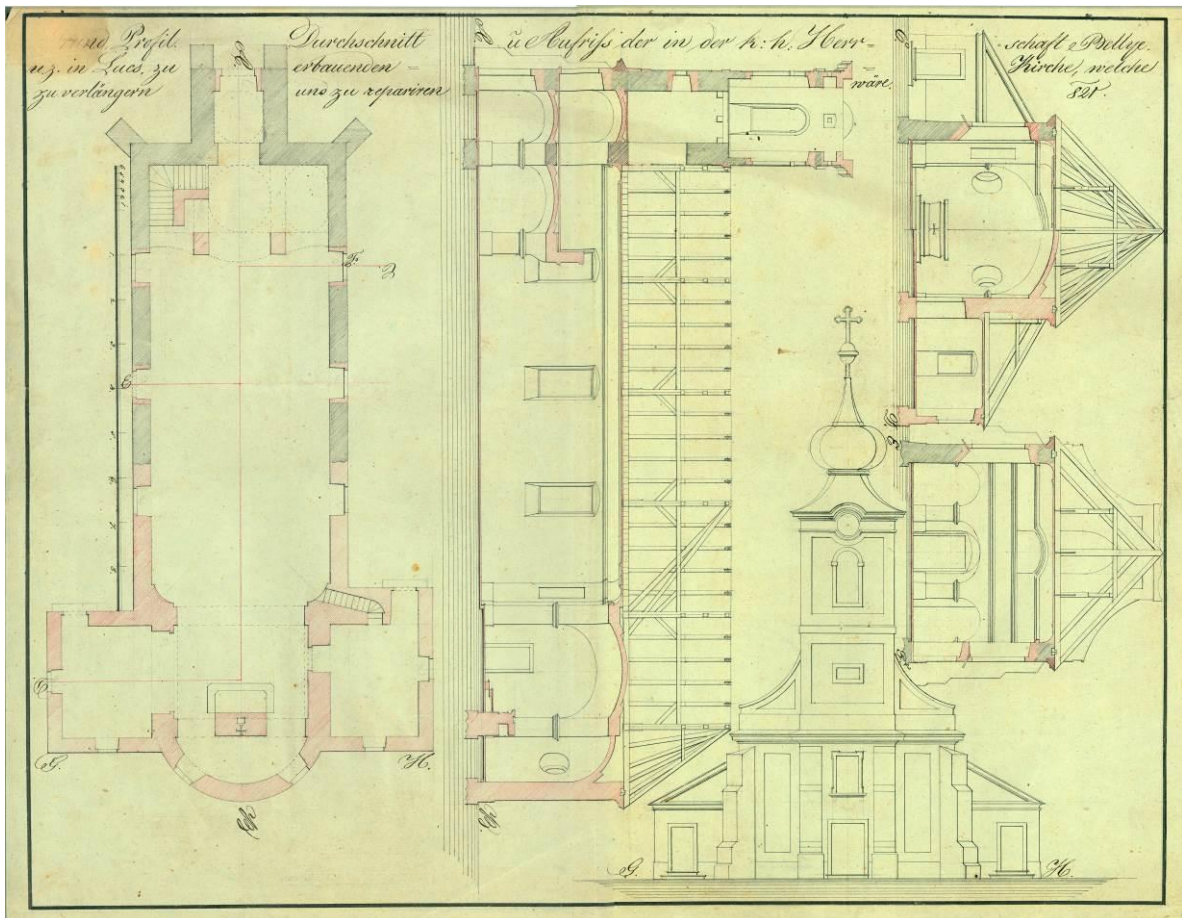 Profil. Durchschnitt u Aufriſs der in der k: k. Herr= schaft Bellye.
in Lucs, zu erbauenden = Kirche, welche
zu verlängern und zu repariren wäre. 821.
A
A
F.
E
G.
H.
B
B
G.
H.